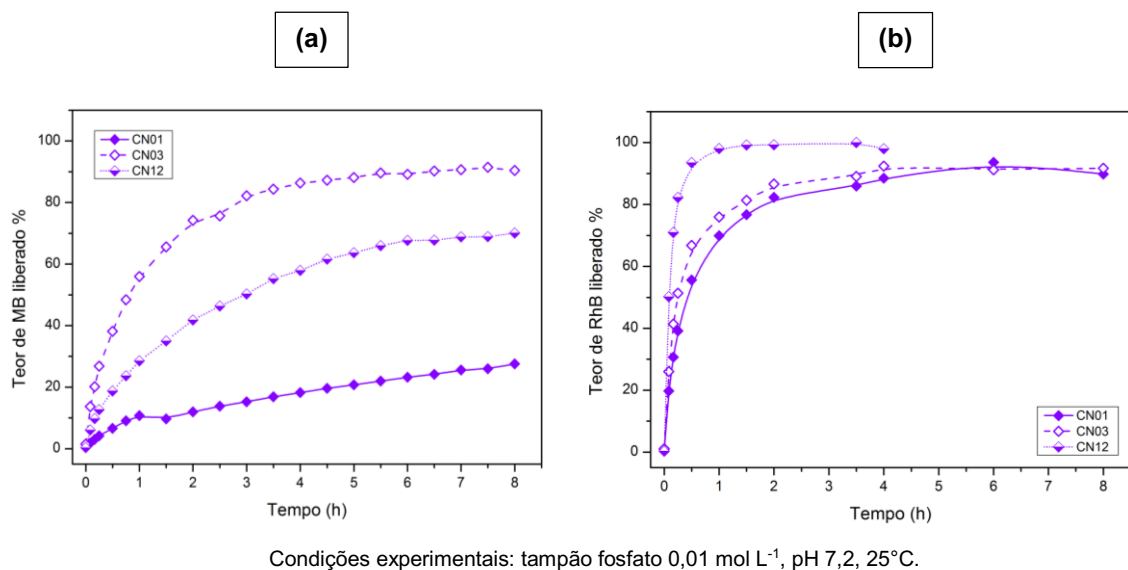 (a)
(b)
Teor de MB liberado %
100
80
60
40
20
0
CN01
CN03
CN12
0 1 2 3 4 5 6 7 8
Tempo (h)
Teor de RhB liberado %
100
80
60
40
20
0
CN01
CN03
CN12
0 1 2 3 4 5 6 7 8
Tempo (h)
Condições experimentais: tampão fosfato 0,01 mol L⁻¹, pH 7,2, 25°C.